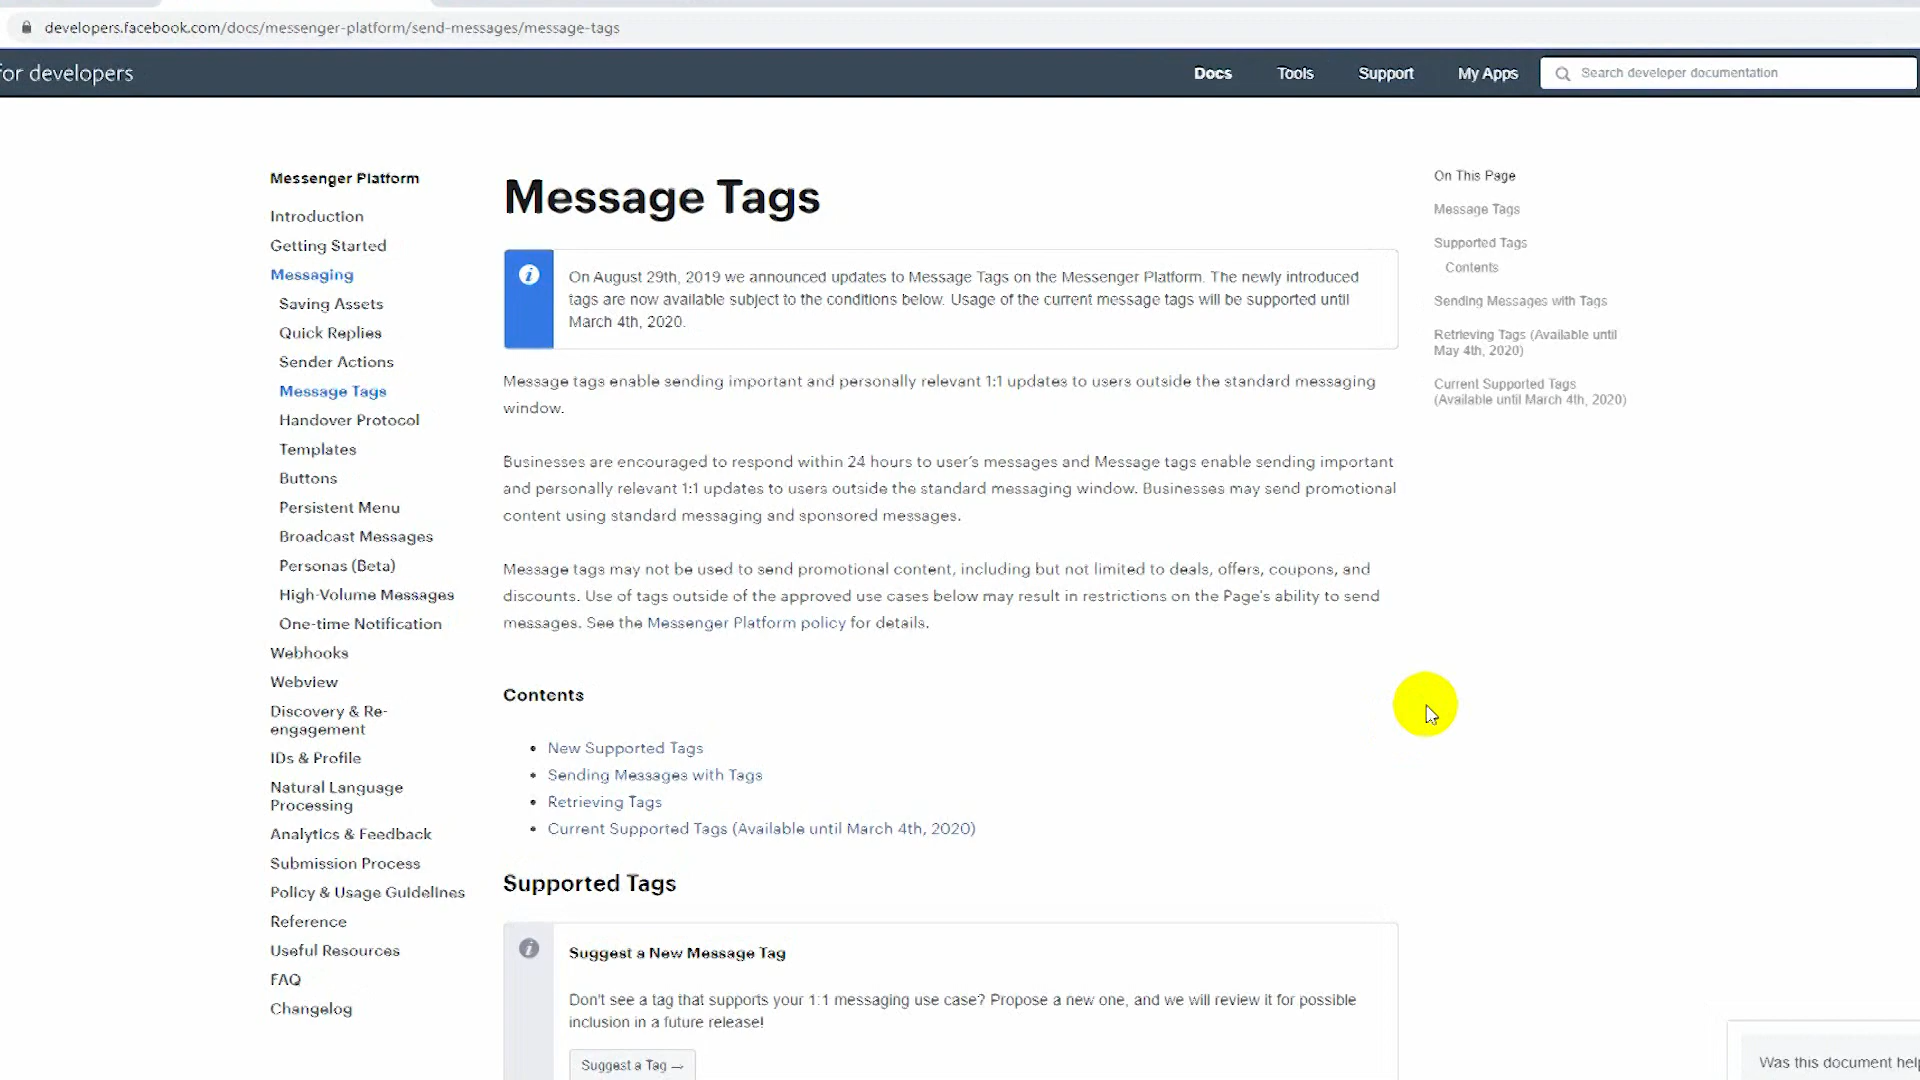 developers.facebook.com/docs/messenger-platform/send-messages/message-tags
for developers
Docs
Tools
Support
My Apps
Search developer documentation
Messenger Platform
Introduction
Getting Started
Messaging
Saving Assets
Quick Replies
Sender Actions
Message Tags
Handover Protocol
Templates
Buttons
Persistent Menu
Broadcast Messages
Personas (Beta)
High-Volume Messages
One-time Notification
Webhooks
Webview
Discovery & Re-
engagement
IDs & Profile
Natural Language
Processing
Analytics & Feedback
Submission Process
Policy & Usage Guidelines
Reference
Useful Resources
FAQ
Changelog
Message Tags
On August 29th, 2019 we announced updates to Message Tags on the Messenger Platform. The newly introduced
tags are now available subject to the conditions below. Usage of the current message tags will be supported until
March 4th, 2020.
Message tags enable sending important and personally relevant 1:1 updates to users outside the standard messaging
window.
Businesses are encouraged to respond within 24 hours to user's messages and Message tags enable sending important
and personally relevant 1:1 updates to users outside the standard messaging window. Businesses may send promotional
content using standard messaging and sponsored messages.
Message tags may not be used to send promotional content, including but not limited to deals, offers, coupons, and
discounts. Use of tags outside of the approved use cases below may result in restrictions on the Page's ability to send
messages. See the Messenger Platform policy for details.
Contents
• New Supported Tags
• Sending Messages with Tags
• Retrieving Tags
• Current Supported Tags (Available until March 4th, 2020)
Supported Tags
Suggest a New Message Tag
Don't see a tag that supports your 1:1 messaging use case? Propose a new one, and we will review it for possible
inclusion in a future release!
Suggest a Tag →
On This Page
Message Tags
Supported Tags
Contents
Sending Messages with Tags
Retrieving Tags (Available until
May 4th, 2020)
Current Supported Tags
(Available until March 4th, 2020)
Was this document help